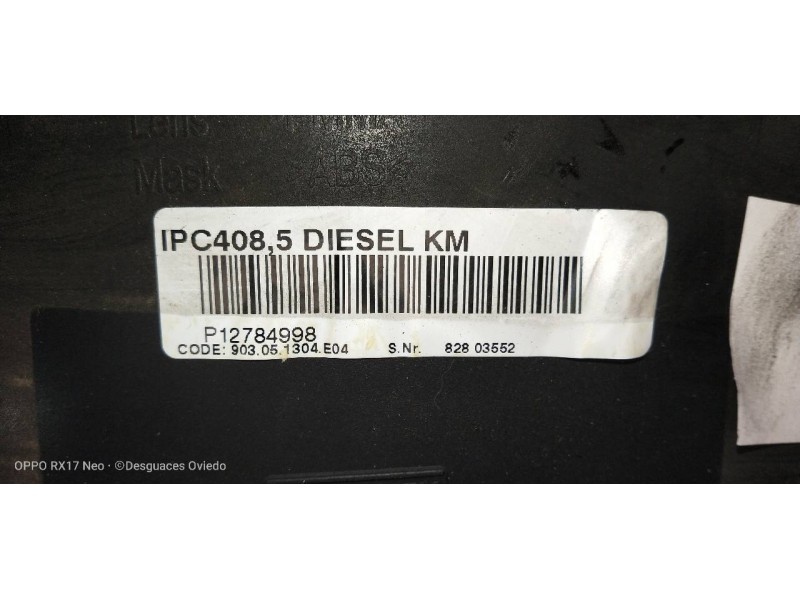 Lens
Mask ABS
IPC408,5 DIESEL KM
P12784998
CODE: 903.05.1304.E04 S.Nr. 828 03552
OPPO RX17 Neo · ©Desguaces Oviedo